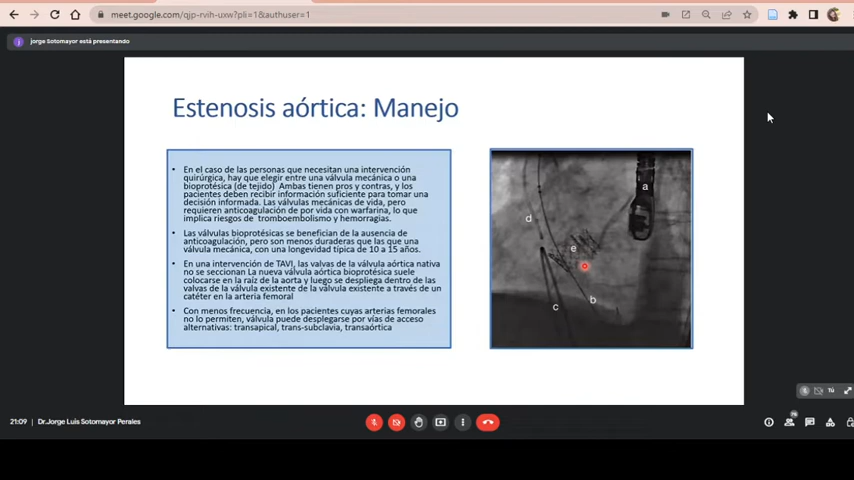 meet.google.com/qjp-rvih-uxw?pli=1&authuser=1
j
jorge Sotomayor está presentando
Estenosis aórtica: Manejo
• En el caso de las personas que necesitan una intervención
quirúrgica, hay que elegir entre una válvula mecánica o una
bioprotésica (de tejido) Ambas tienen pros y contras, y los
pacientes deben recibir información suficiente para tomar una
decisión informada. Las válvulas mecánicas de vida, pero
requieren anticoagulación de por vida con warfarina, lo que
implica riesgos de tromboembolismo y hemorragias.
• Las válvulas bioprotésicas se benefician de la ausencia de
anticoagulación, pero son menos duraderas que las que una
válvula mecánica, con una longevidad típica de 10 a 15 años.
• En una intervención de TAVI, las valvas de la válvula aórtica nativa
no se seccionan La nueva válvula aórtica bioprotésica suele
colocarse en la raíz de la aorta y luego se despliega dentro de las
valvas de la válvula existente de la válvula existente a través de un
catéter en la arteria femoral
• Con menos frecuencia, en los pacientes cuyas arterias femorales
no lo permiten, válvula puede desplegarse por vías de acceso
alternativas: transapical, trans-subclavia, transaórtica
a
d
e
b
c
Tú
21:09 | Dr.Jorge Luis Sotomayor Perales